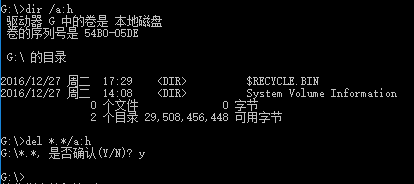 G:\>dir /a:h
驱动器 G 中的卷是 本地磁盘
卷的序列号是 54B0-05DE
G:\ 的目录
2016/12/27 周二  17:29    <DIR>          $RECYCLE.BIN
2016/12/27 周二  14:08    <DIR>          System Volume Information
0 个文件              0 字节
2 个目录 29,508,456,448 可用字节
G:\>del *.*/a:h
G:\*.*, 是否确认(Y/N)? y
G:\>